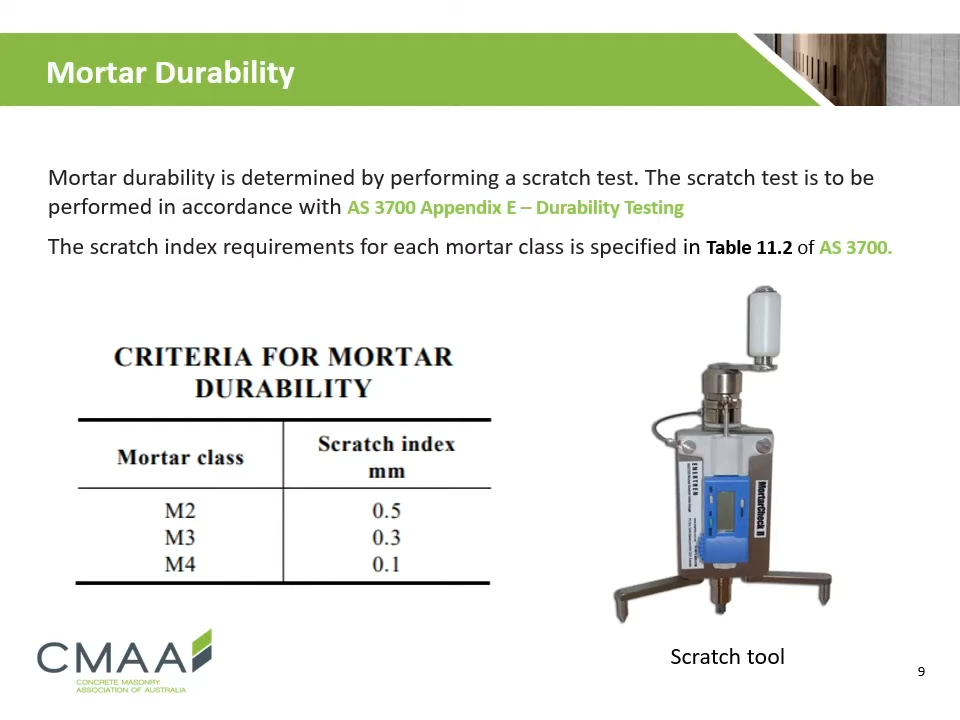 Mortar Durability
Mortar durability is determined by performing a scratch test. The scratch test is to be
performed in accordance with AS 3700 Appendix E – Durability Testing
The scratch index requirements for each mortar class is specified in Table 11.2 of AS 3700.
CRITERIA FOR MORTAR
DURABILITY
Mortar class
Scratch index
mm
M2 0.5
M3 0.3
M4 0.1
ENERTREN
MortarCheck II
Scratch tool
CMAA
CONCRETE MASONRY
ASSOCIATION OF AUSTRALIA
9